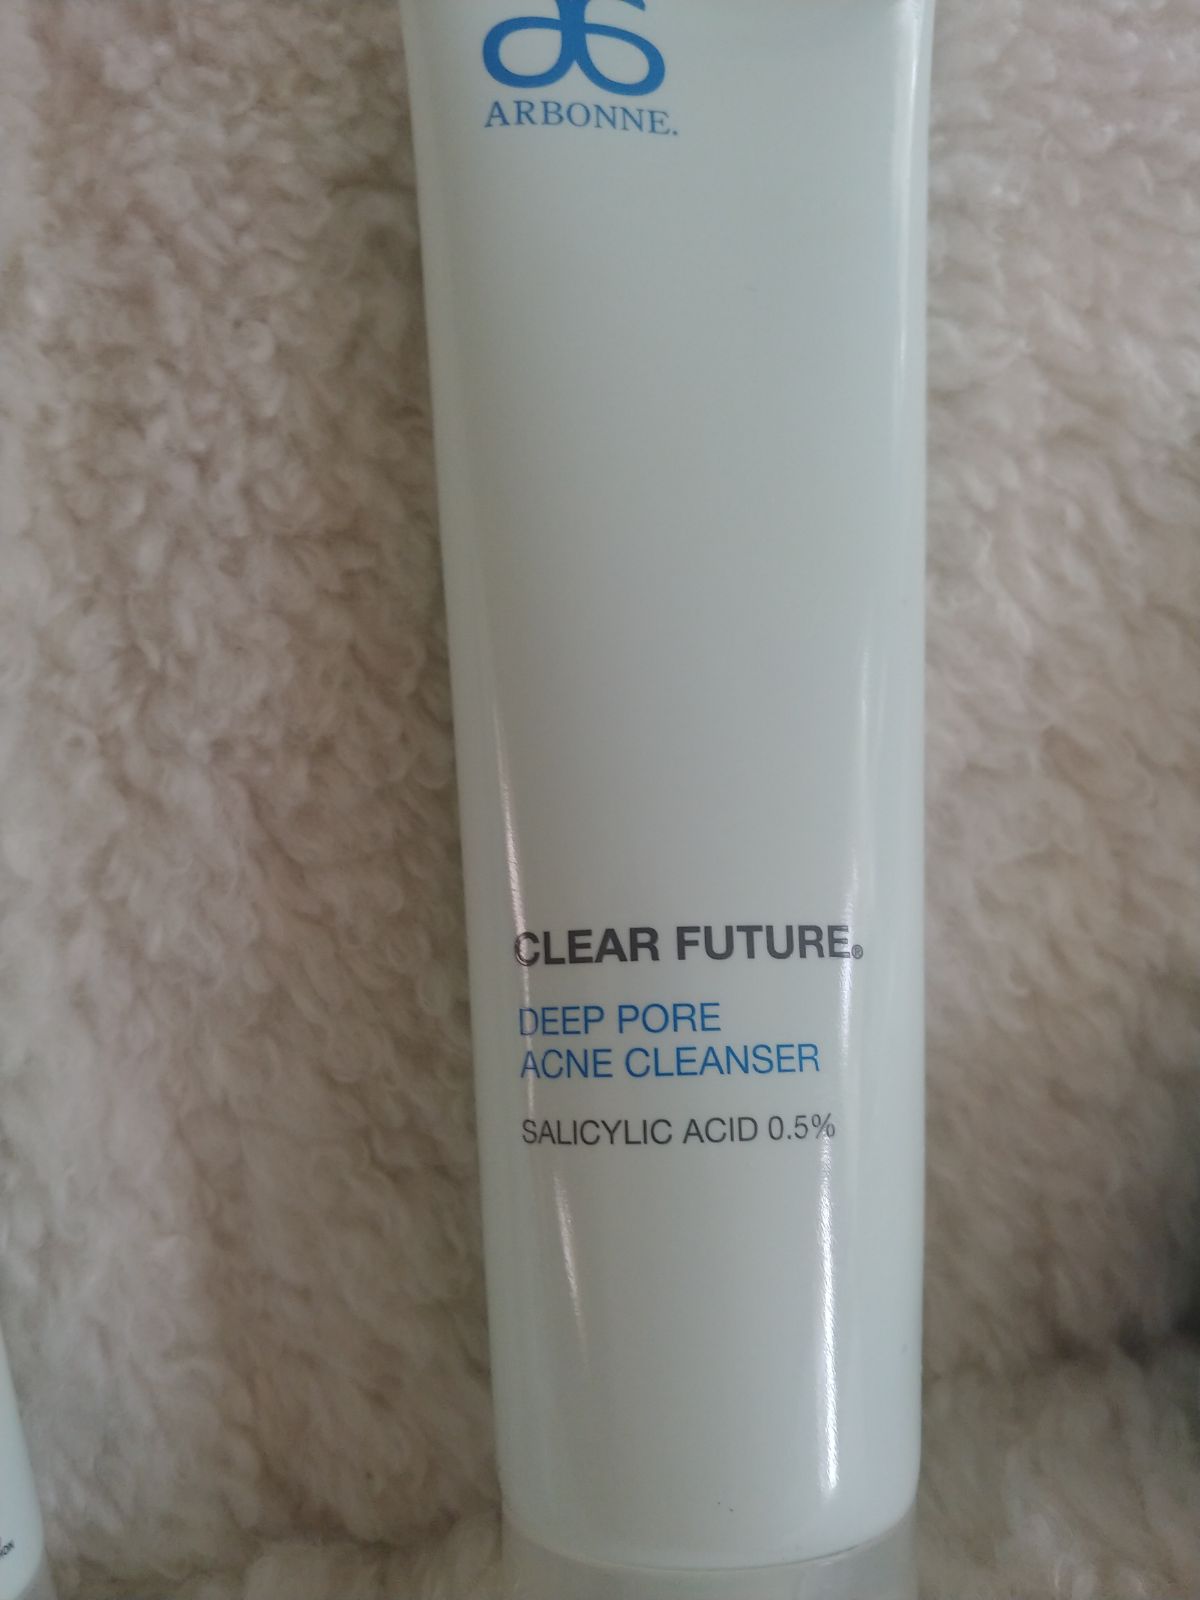 ARBONNE.
CLEAR FUTURE®
DEEP PORE
ACNE CLEANSER
SALICYLIC ACID 0.5%